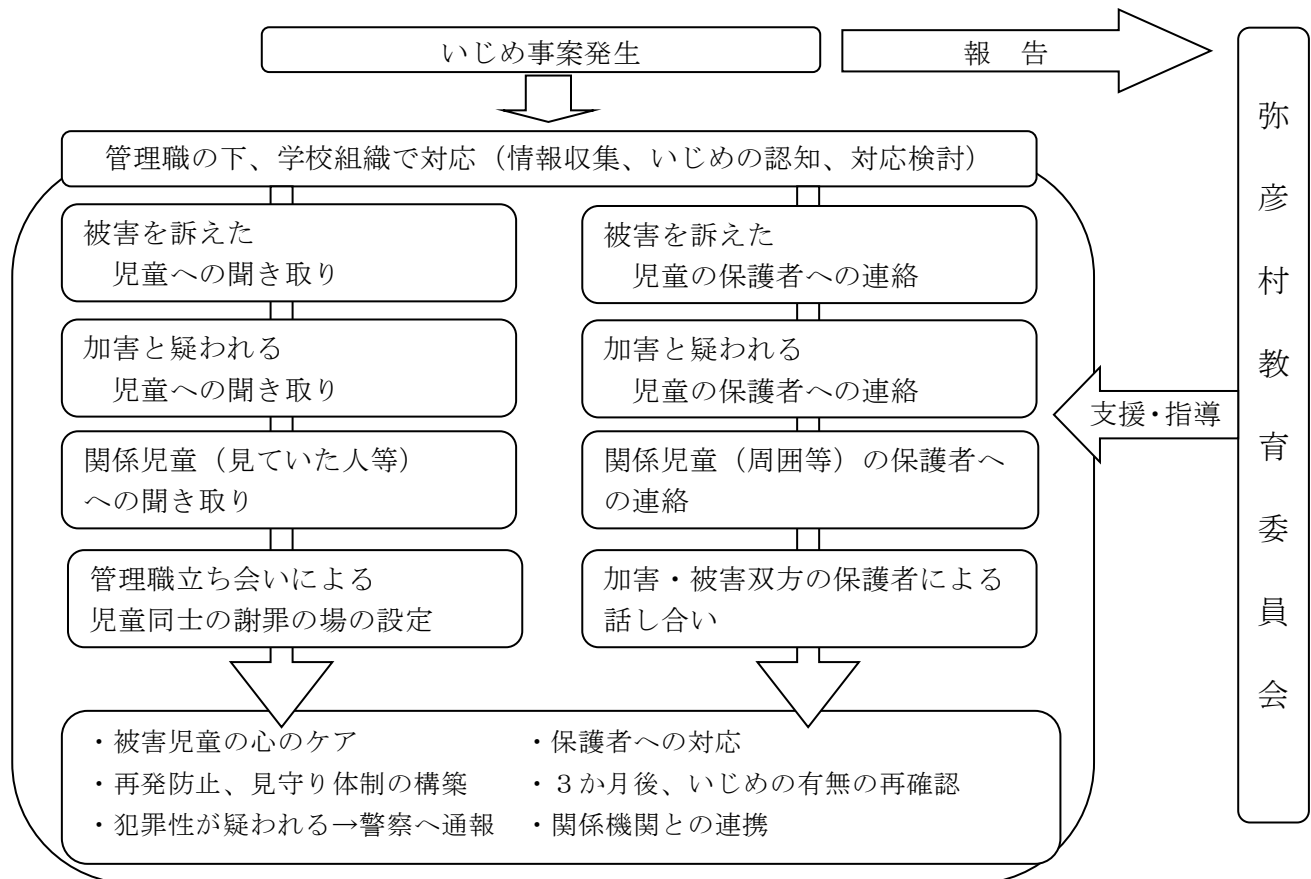 いじめ事案発生
報　告
管理職の下、学校組織で対応（情報収集、いじめの認知、対応検討）
被害を訴えた
児童への聞き取り
加害と疑われる
児童への聞き取り
関係児童（見ていた人等）
への聞き取り
管理職立ち会いによる
児童同士の謝罪の場の設定
被害を訴えた
児童の保護者への連絡
加害と疑われる
児童の保護者への連絡
関係児童（周囲等）の保護者へ
の連絡
加害・被害双方の保護者による
話し合い
・被害児童の心のケア
・再発防止、見守り体制の構築
・犯罪性が疑われる→警察へ通報
・保護者への対応
・３か月後、いじめの有無の再確認
・関係機関との連携
支援・指導
弥彦村教育委員会